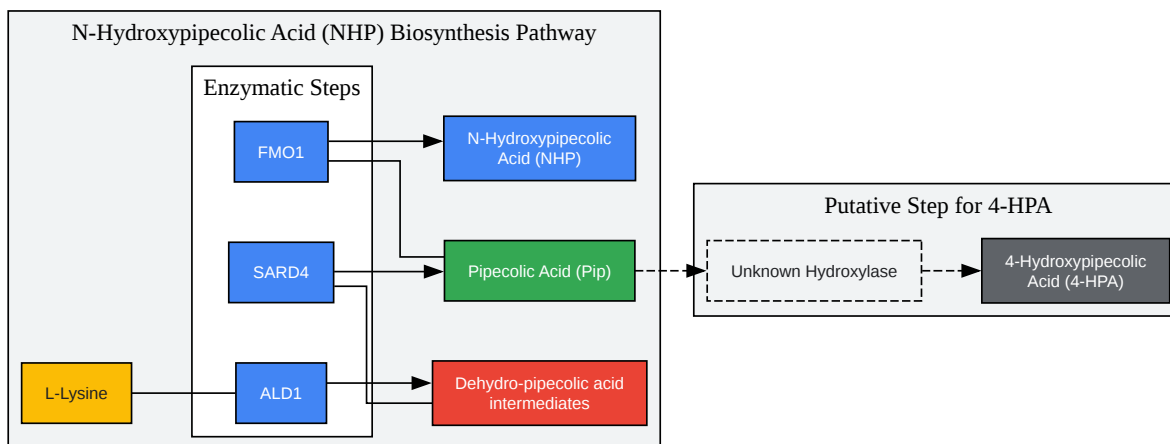 N-Hydroxypipecolic Acid (NHP) Biosynthesis Pathway
Enzymatic Steps
FMO1
N-Hydroxypipecolic
Acid (NHP)
Putative Step for 4-HPA
SARD4
Pipecolic Acid (Pip)
Unknown Hydroxylase
4-Hydroxypipecolic
Acid (4-HPA)
L-Lysine
ALD1
Dehydro-pipecolic acid
intermediates